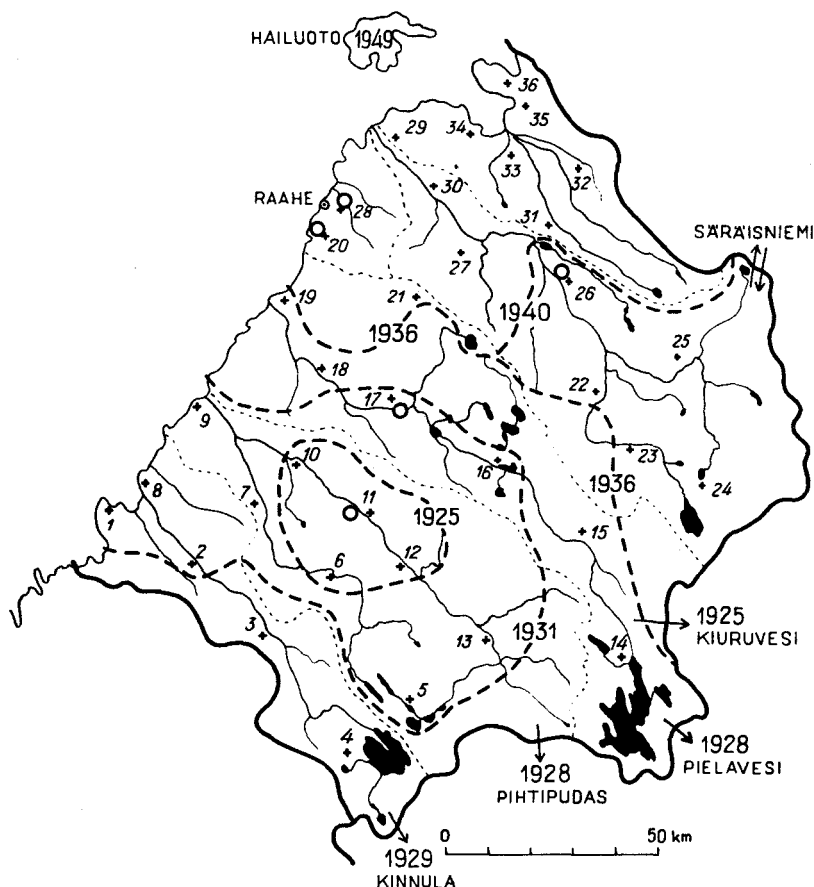 HAILUOTO 1949
36
35
29 34
33
32
30
RAAHE 28
31
SÄRÄISNIEMI
20
27
26
19 21
1940
1936
25
18
22
17
9
10 16 23
1936
24
8 7
1 11 1925
15
2 12
6
1925
KIURUVESI
3 13 1931
14
5
4
1928
PIELAVESI
1928
PIHTIPUDAS
0 50 km
1929
KINNULA